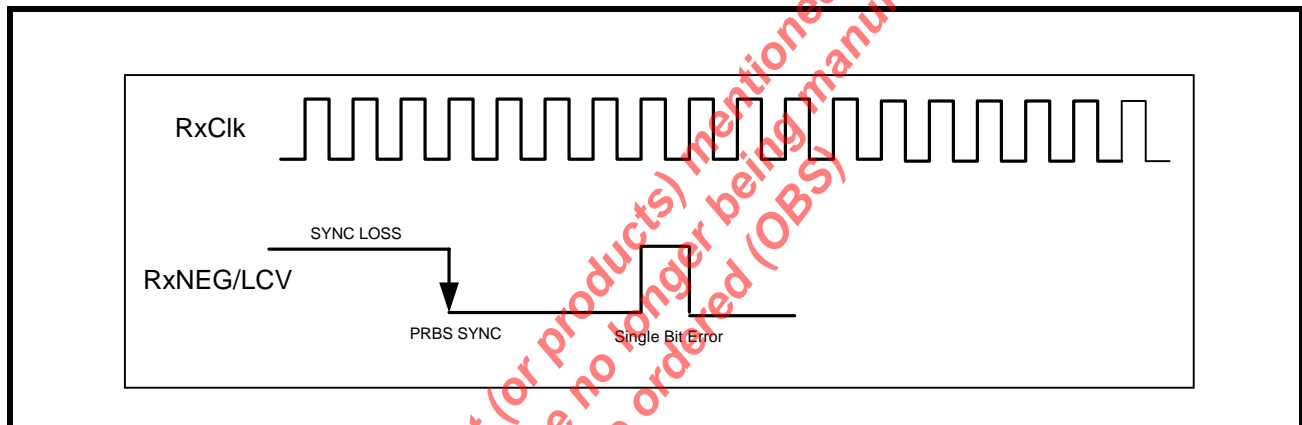 RxClk
SYNC LOSS
RxNEG/LCV
PRBS SYNC
Single Bit Error
(or products) mentioned
no longer being manu
ordered (OBS)